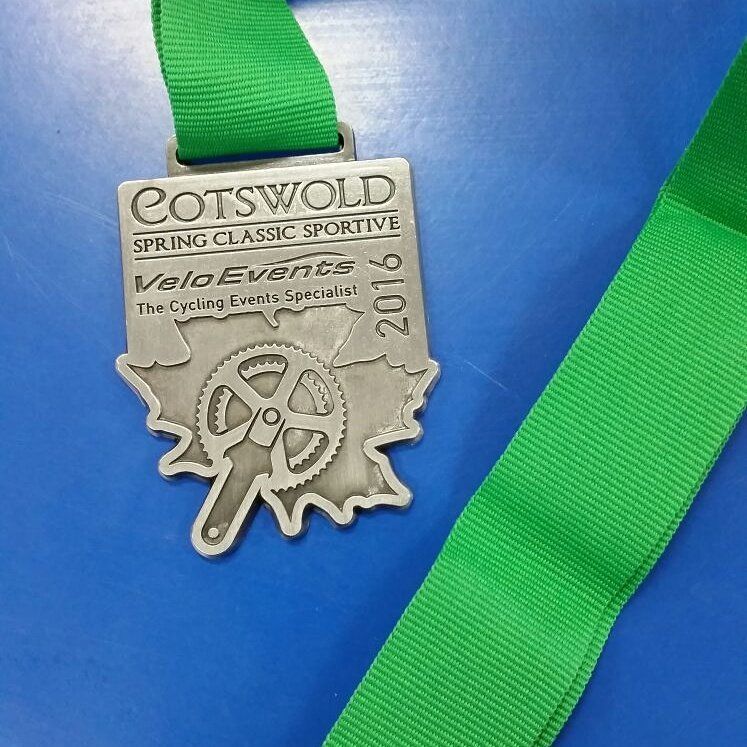 COTSWOLD
SPRING CLASSIC SPORTIVE
VeloEvents
The Cycling Events Specialist
2016